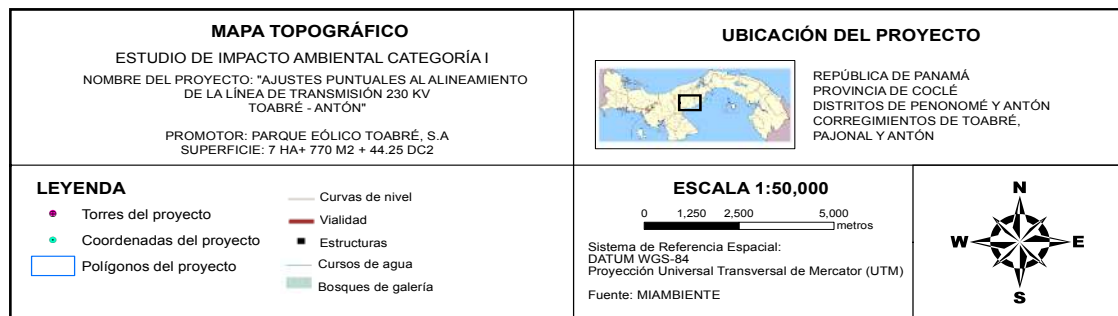 MAPA TOPOGRÁFICO
ESTUDIO DE IMPACTO AMBIENTAL CATEGORÍA I
NOMBRE DEL PROYECTO: "AJUSTES PUNTUALES AL ALINEAMIENTO
DE LA LÍNEA DE TRANSMISIÓN 230 KV
TOABRÉ - ANTÓN"
PROMOTOR: PARQUE EÓLICO TOABRÉ, S.A
SUPERFICIE: 7 HA+ 770 M2 + 44.25 DC2
UBICACIÓN DEL PROYECTO
REPÚBLICA DE PANAMÁ
PROVINCIA DE COCLÉ
DISTRITOS DE PENONOMÉ Y ANTÓN
CORREGIMIENTOS DE TOABRÉ,
PAJONAL Y ANTÓN
LEYENDA
Torres del proyecto
Coordenadas del proyecto
Polígonos del proyecto
Curvas de nivel
Vialidad
Estructuras
Cursos de agua
Bosques de galería
ESCALA 1:50,000
0 1,250 2,500 5,000
metros
Sistema de Referencia Espacial:
DATUM WGS-84
Proyección Universal Transversal de Mercator (UTM)
Fuente: MIAMBIENTE
N
W E
S